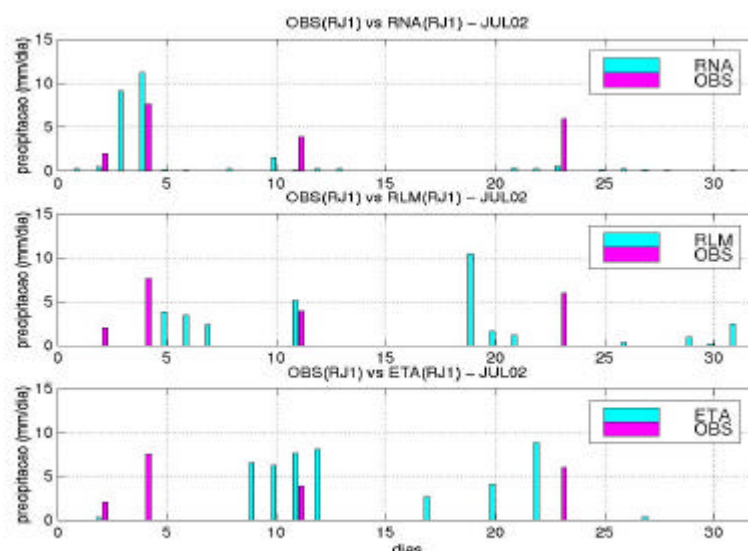 OBS(RJ1) vs RNA(RJ1) – JUL02
15
10
5
0
precipitacao (mm/dia)
RNA
OBS
0 5 10 15 20 25 30
OBS(RJ1) vs RLM(RJ1) – JUL02
15
10
5
0
precipitacao (mm/dia)
RLM
OBS
0 5 10 15 20 25 30
OBS(RJ1) vs ETA(RJ1) – JUL02
15
10
5
0
precipitacao (mm/dia)
ETA
OBS
0 5 10 15 20 25 30
dias